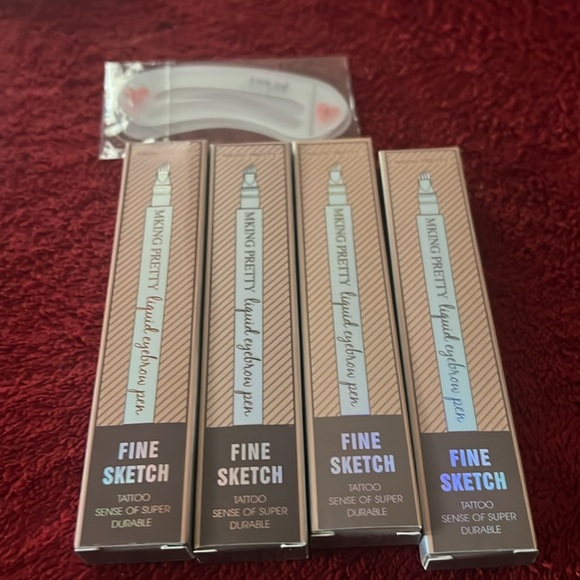 MKING PRETTY liquid eyebrow pen
FINE
SKETCH
TATTOO
SENSE OF SUPER
DURABLE
MKING PRETTY liquid eyebrow pen
FINE
SKETCH
TATTOO
SENSE OF SUPER
DURABLE
MKING PRETTY liquid eyebrow pen
FINE
SKETCH
TATTOO
SENSE OF SUPER
DURABLE
MKING PRETTY liquid eyebrow pen
FINE
SKETCH
TATTOO
SENSE OF SUPER
DURABLE